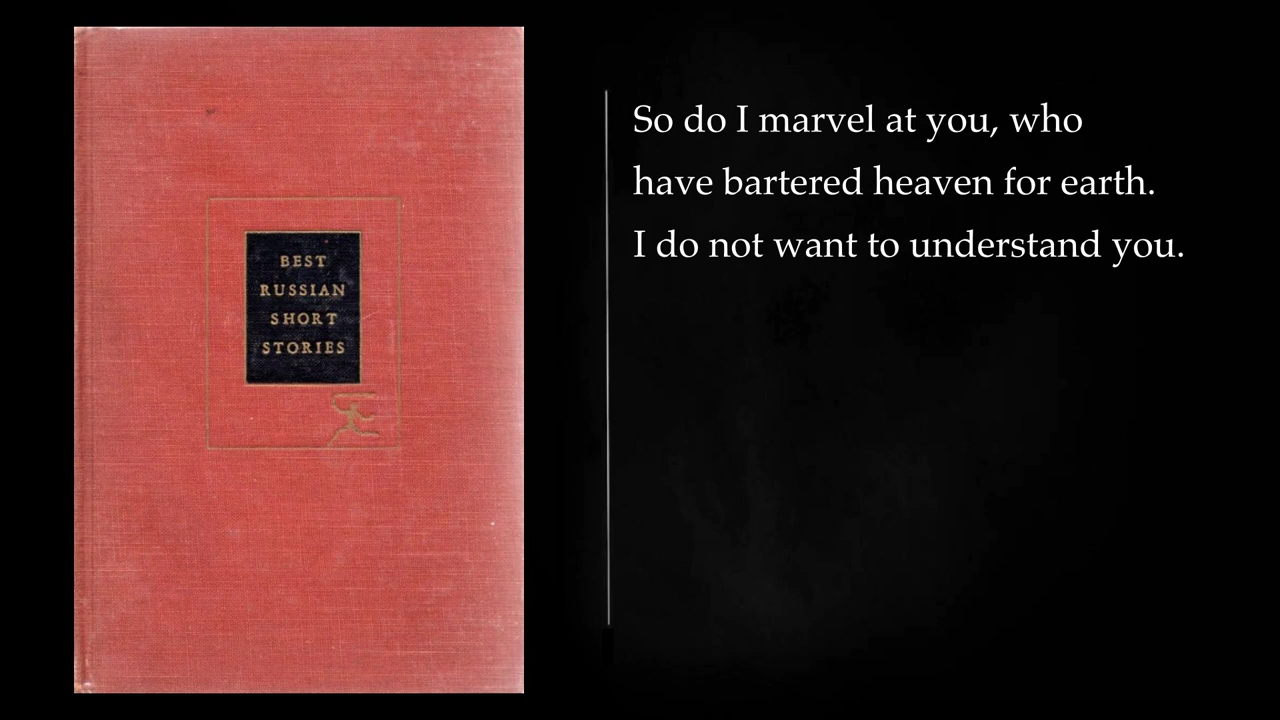 BEST
RUSSIAN
SHORT
STORIES
So do I marvel at you, who
have bartered heaven for earth.
I do not want to understand you.